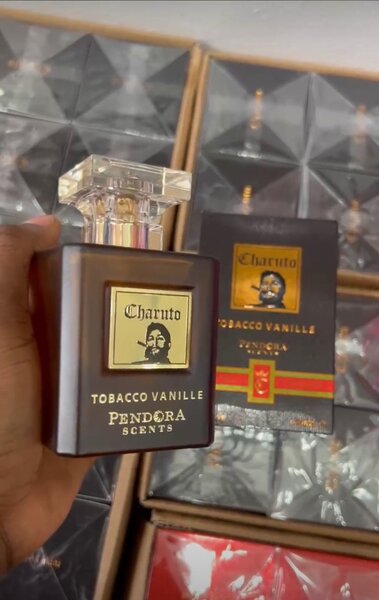 Charuto
TOBACCO VANILLE
PENDORA
SCENTS
Charuto
TOBACCO VANILLE
PENDORA
SCENTS
C